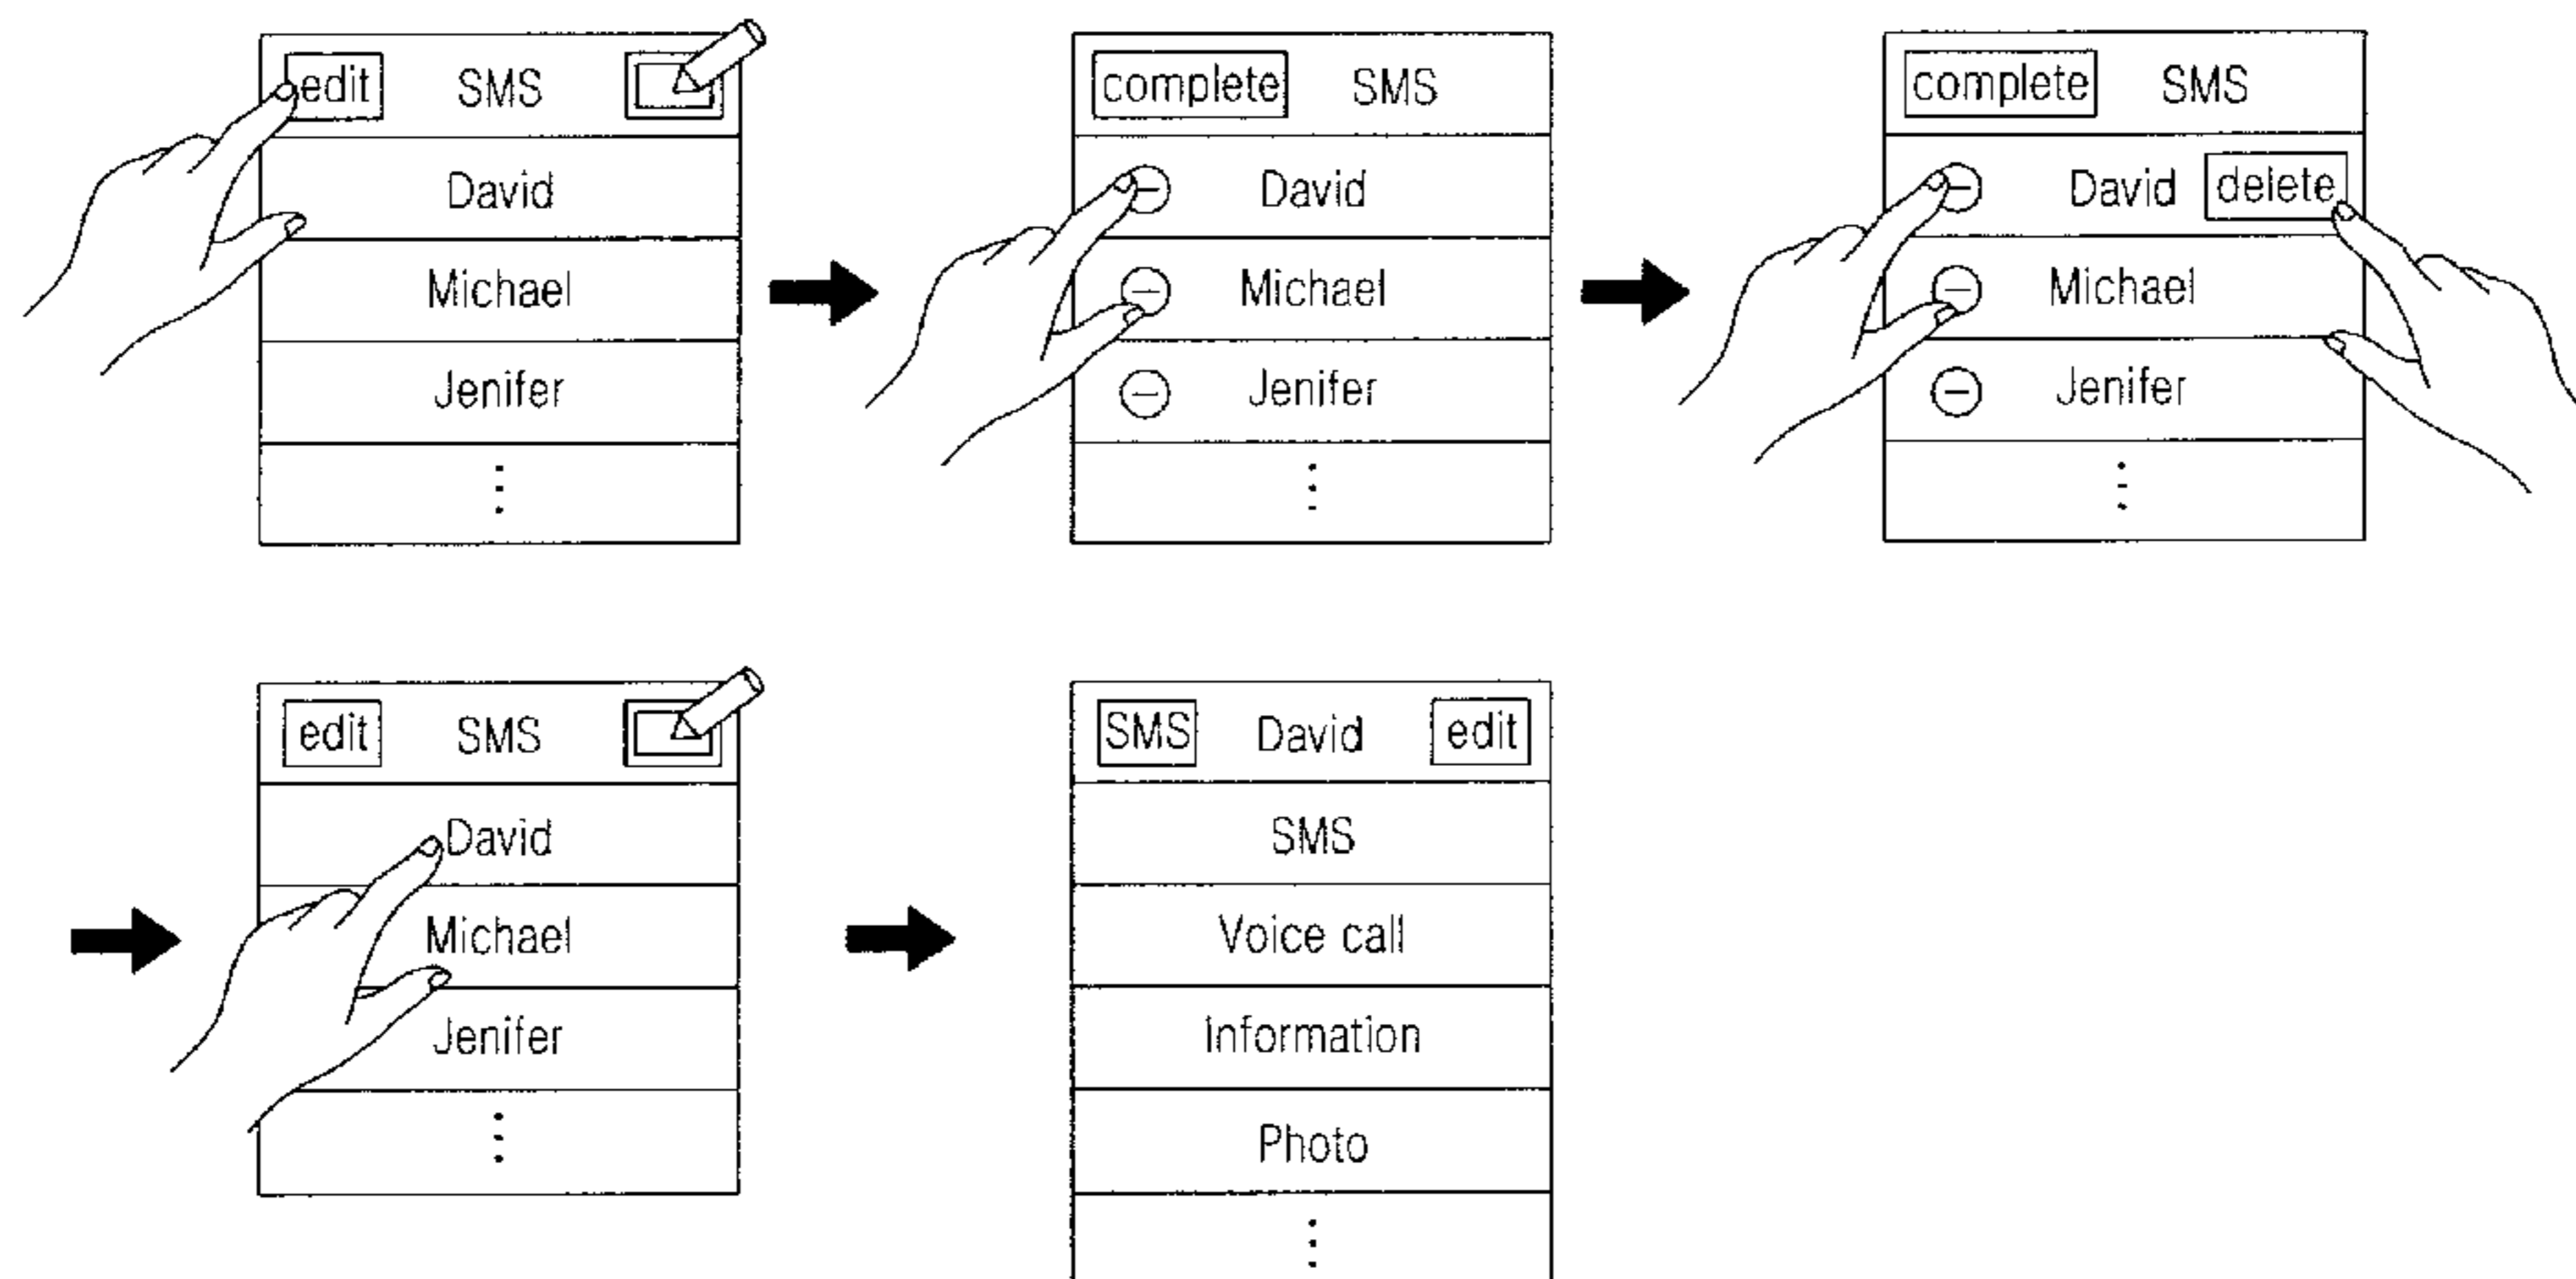 edit SMS
David
Michael
Jenifer
complete SMS
David
Michael
Jenifer
complete SMS
David delete
Michael
Jenifer
edit SMS
David
Michael
Jenifer
SMS David edit
SMS
Voice call
Information
Photo